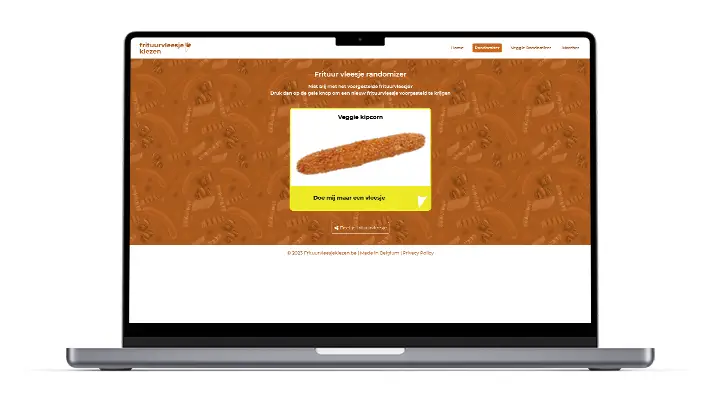 frituurvleesje
kiezen
Home
Randomizer
Veggie Randomizer
Frituur vleesje randomizer
Niet blij met het voorgestelde frituurvleesje?
Druk dan op de gele knop om een nieuw frituurvleesje voorgesteld te krijgen
Veggie kipcorn
Doe mij maar een vleesje
© 2023 Frituurvleesjekiezen.be | Made in Belgium | Privacy Policy